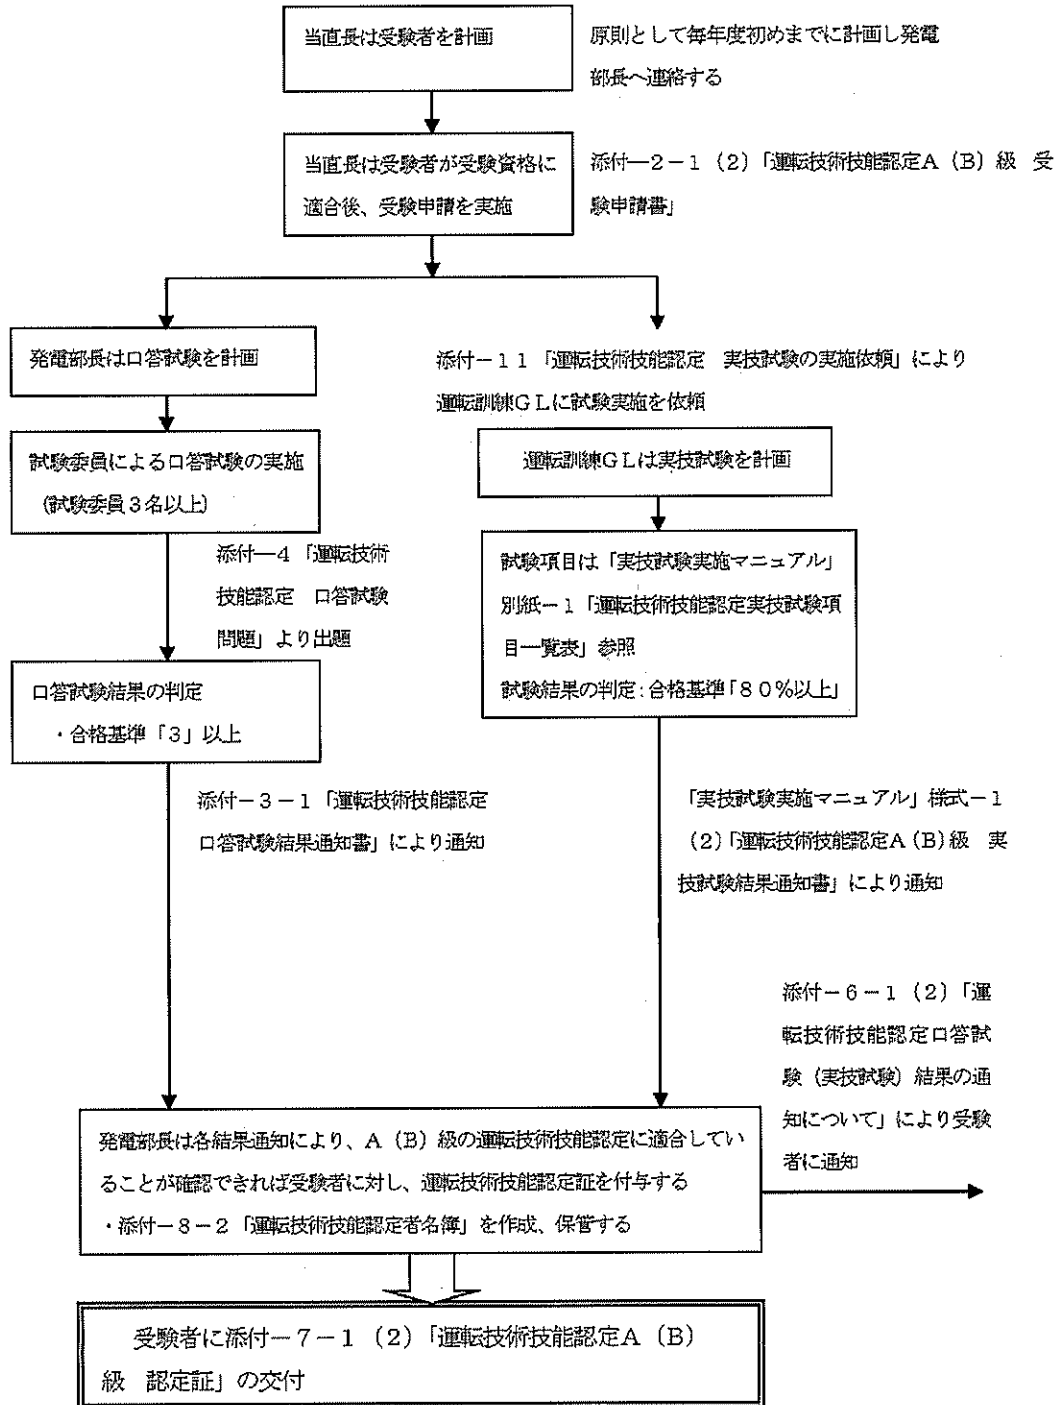 当直長は受験者を計画
原則として毎年度初めまでに計画し発電
部長へ連絡する
当直長は受験者が受験資格に
適合後、受験申請を実施
添付―2-1 (2)「運転技術技能認定A (B) 級 受
験申請書」
発電部長は口答試験を計画
添付-11「運転技術技能認定 実技試験の実施依頼」により
運転訓練GLに試験実施を依頼
試験委員による口答試験の実施
(試験委員3名以上)
運転訓練GLは実技試験を計画
添付―4「運転技術
技能認定 口答試験
問題」より出題
試験項目は「実技試験実施マニュアル」
別紙-1「運転技術技能認定実技試験項
目一覧表」参照
試験結果の判定:合格基準「80%以上」
口答試験結果の判定
・合格基準「3」以上
添付-3-1「運転技術技能認定
口答試験結果通知書」により通知
「実技試験実施マニュアル」様式-1
(2)「運転技術技能認定A (B) 級 実
技試験結果通知書」により通知
添付-6-1 (2)「運
転技術技能認定口答試
験 (実技試験) 結果の通
知について」により受験
者に通知
発電部長は各結果通知により、A (B) 級の運転技術技能認定に適合してい
ることが確認できれば受験者に対し、運転技術技能認定証を付与する
・添付-8-2「運転技術技能認定者名簿」を作成、保管する
受験者に添付-7-1 (2)「運転技術技能認定A (B)
級 認定証」の交付